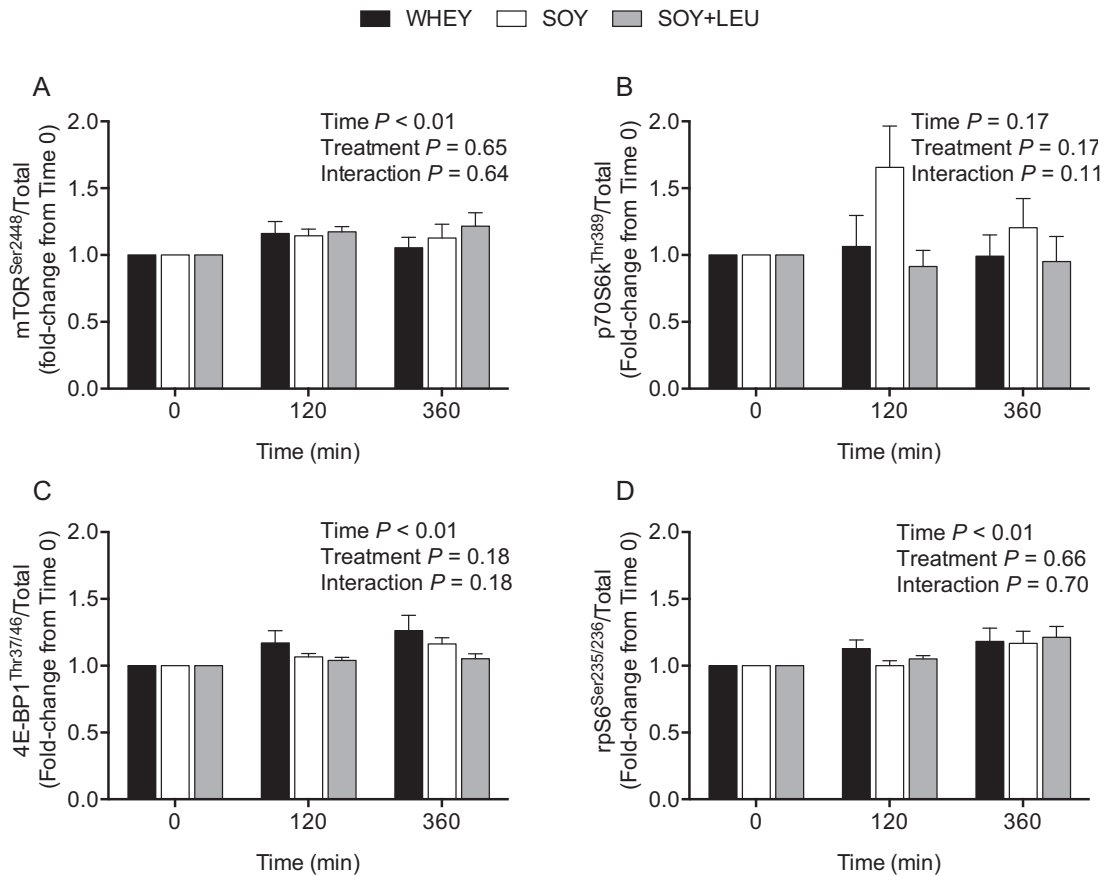 WHEY SOY SOY+LEU
A
mTOR^Ser2448/Total
(fold-change from Time 0)
2.0
1.5
1.0
0.5
0.0
Time P < 0.01
Treatment P = 0.65
Interaction P = 0.64
0 120 360
Time (min)
B
p70S6k^Thr389/Total
(Fold-change from Time 0)
2.0
1.5
1.0
0.5
0.0
Time P = 0.17
Treatment P = 0.17
Interaction P = 0.11
0 120 360
Time (min)
C
4E-BP1^Thr37/46/Total
(Fold-change from Time 0)
2.0
1.5
1.0
0.5
0.0
Time P < 0.01
Treatment P = 0.18
Interaction P = 0.18
0 120 360
Time (min)
D
rpS6^Ser235/236/Total
(Fold-change from Time 0)
2.0
1.5
1.0
0.5
0.0
Time P < 0.01
Treatment P = 0.66
Interaction P = 0.70
0 120 360
Time (min)